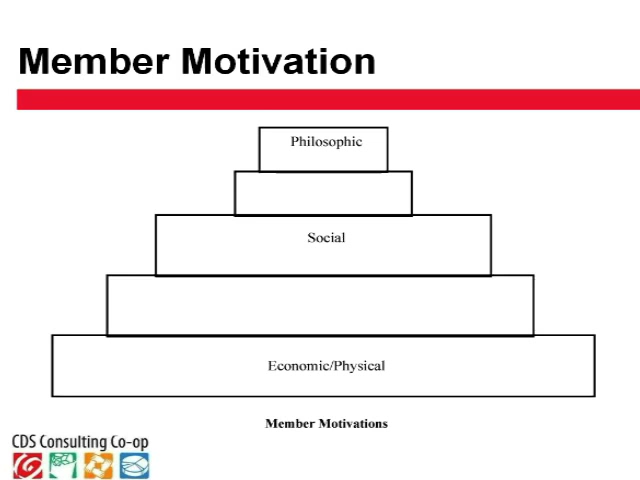 Member Motivation
Philosophic
Social
Economic/Physical
Member Motivations
CDS Consulting Co-op